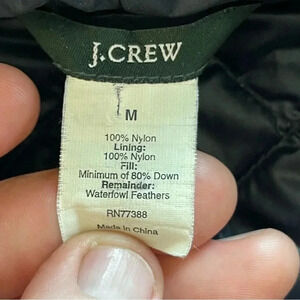 J.CREW
M
100% Nylon
Lining:
100% Nylon
Fill:
Minimum of 80% Down
Remainder:
Waterfowl Feathers
RN77388
Made in China